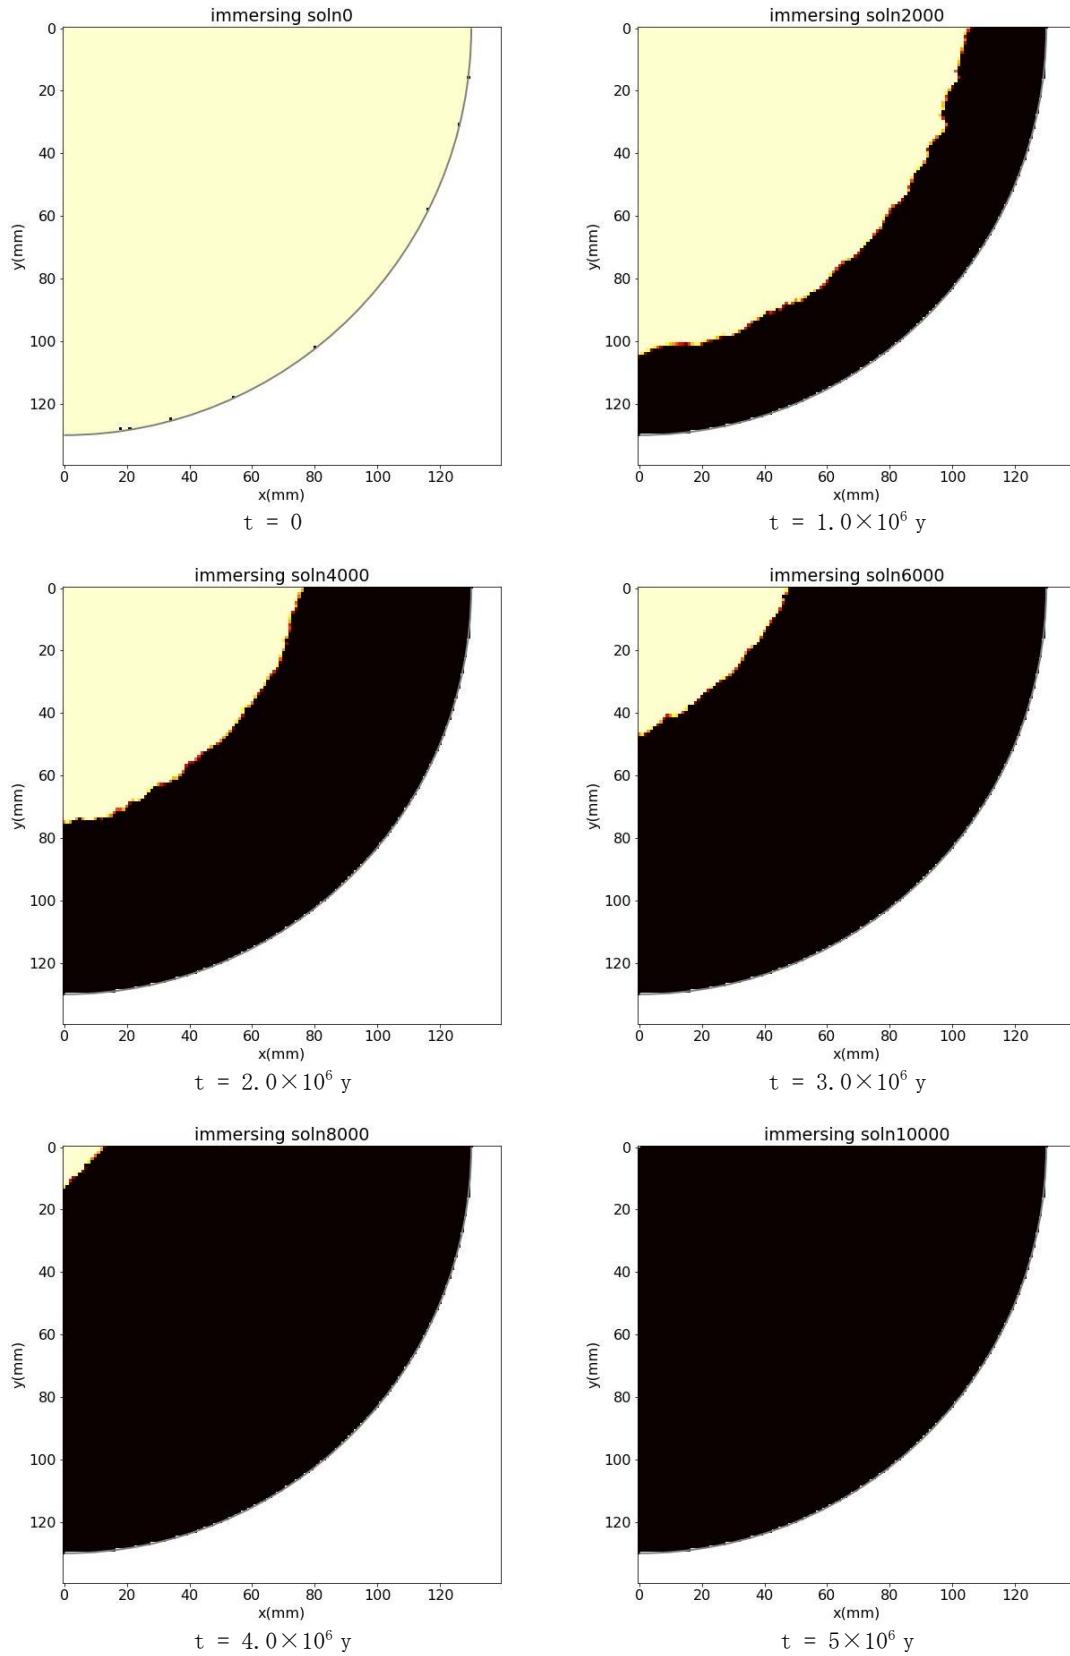 immersing soln0
0
20
40
60
80
100
120
y(mm)
0 20 40 60 80 100 120
x(mm)
t = 0
immersing soln2000
0
20
40
60
80
100
120
y(mm)
0 20 40 60 80 100 120
x(mm)
t = 1.0×10⁶ y
immersing soln4000
0
20
40
60
80
100
120
y(mm)
0 20 40 60 80 100 120
x(mm)
t = 2.0×10⁶ y
immersing soln6000
0
20
40
60
80
100
120
y(mm)
0 20 40 60 80 100 120
x(mm)
t = 3.0×10⁶ y
immersing soln8000
0
20
40
60
80
100
120
y(mm)
0 20 40 60 80 100 120
x(mm)
t = 4.0×10⁶ y
immersing soln10000
0
20
40
60
80
100
120
y(mm)
0 20 40 60 80 100 120
x(mm)
t = 5×10⁶ y